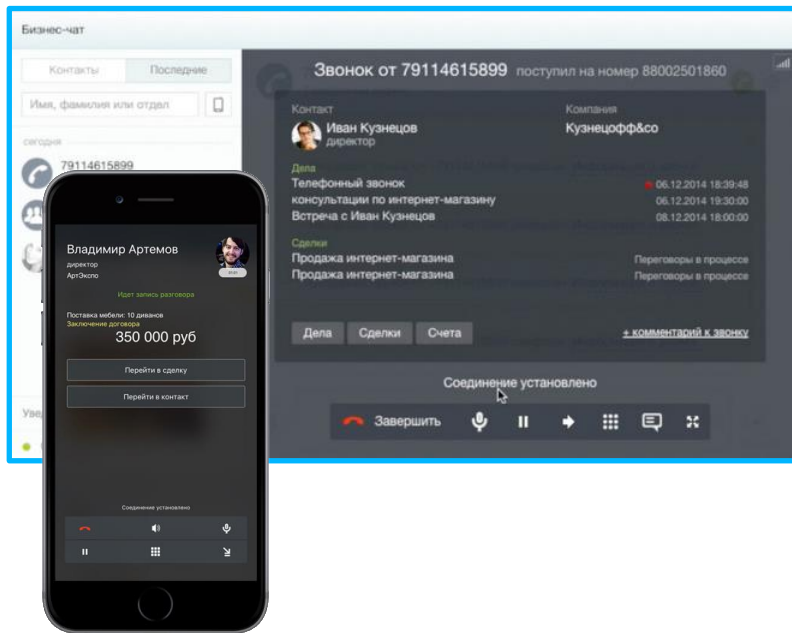 Бизнес-чат
Контакты
Последние
Имя, фамилия или отдел
сегодня
79114615899
Звонок от 79114615899 поступил на номер 88002501860
Контакт
Компания
Иван Кузнецов
Кузнецофф&co
директор
Дела
Телефонный звонок
06.12.2014 18:39:48
консультации по интернет-магазину
06.12.2014 19:30:00
Встреча с Иван Кузнецов
08.12.2014 18:00:00
Сделки
Продажа интернет-магазина
Переговоры в процессе
Продажа интернет-магазина
Переговоры в процессе
Дела
Сделки
Счета
+ комментарий к звонку
Соединение установлено
Завершить
Владимир Артемов
директор
АртЭкспо
Идет запись разговора
Поставка мебели: 10 диванов
Заключение договора
350 000 руб
Перейти в сделку
Перейти в контакт
Соединение установлено